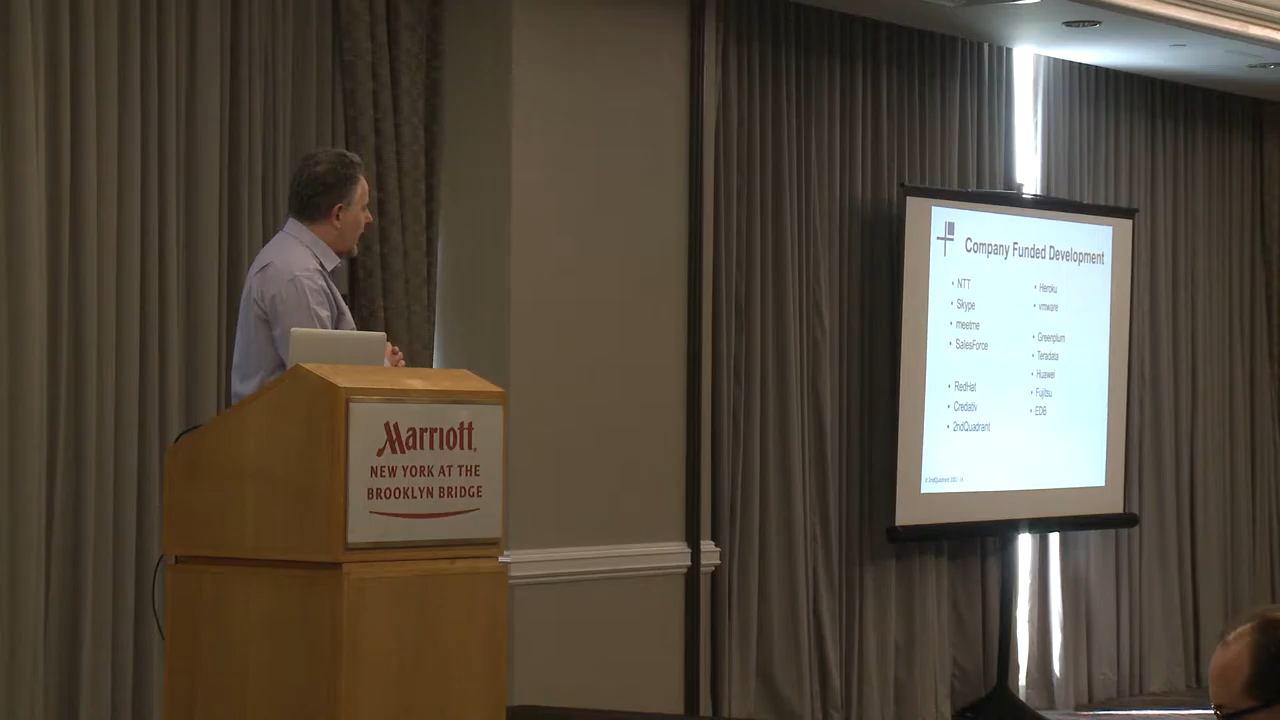 Marriott
NEW YORK AT THE
BROOKLYN BRIDGE
Company Funded Development
• NTT
• Skype
• meetme
• SalesForce
• RedHat
• Credativ
• 2ndQuadrant
• Heroku
• vmware
• Greenplum
• Teradata
• Huawei
• Fujitsu
• EDB